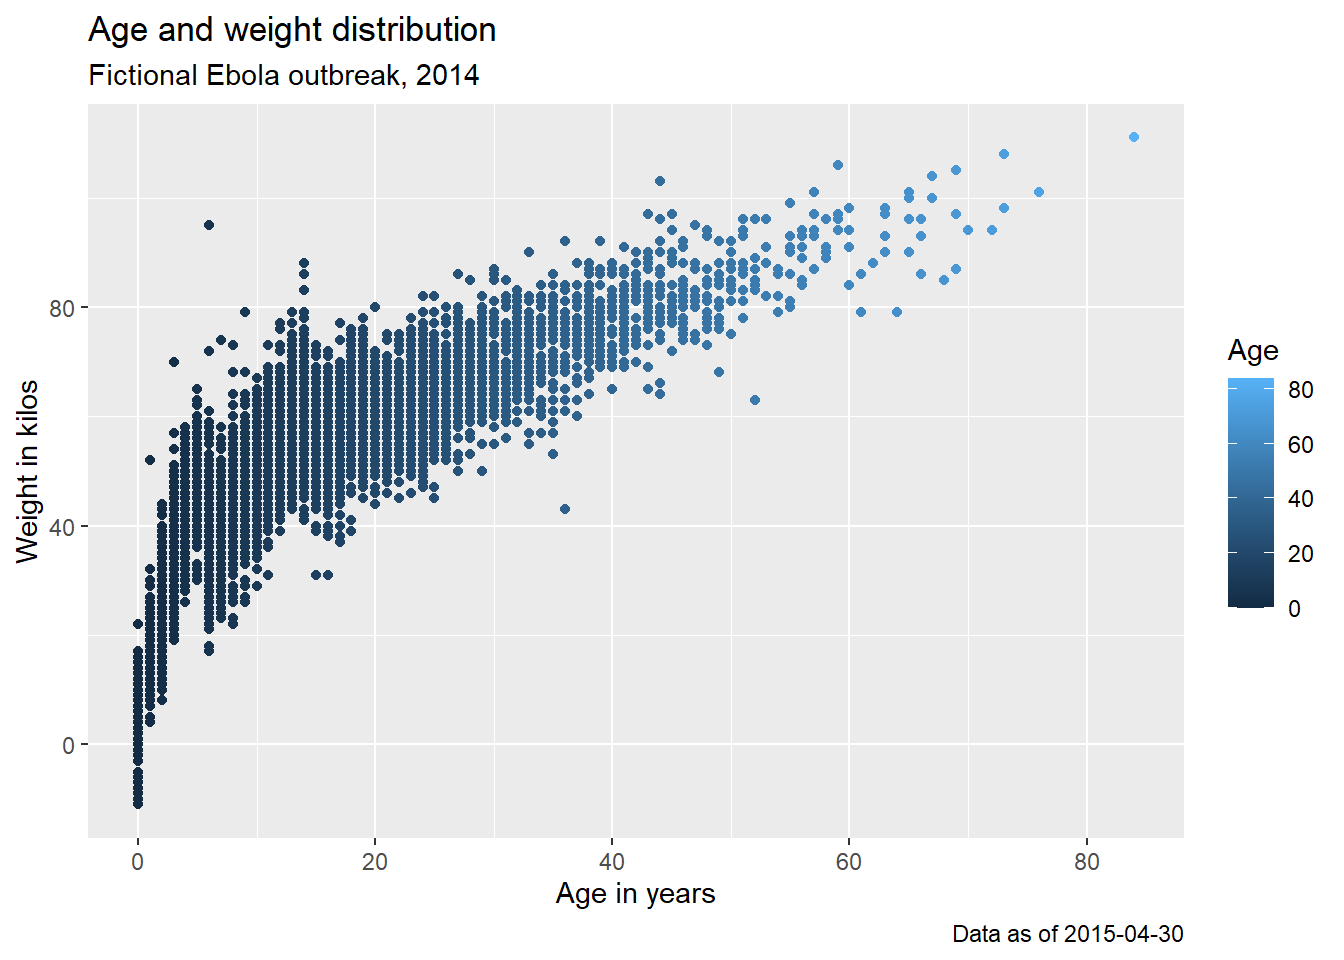 Age and weight distribution
Fictional Ebola outbreak, 2014
Weight in kilos
80
40
0
0 20 40 60 80
Age in years
Age
80
60
40
20
0
Data as of 2015-04-30